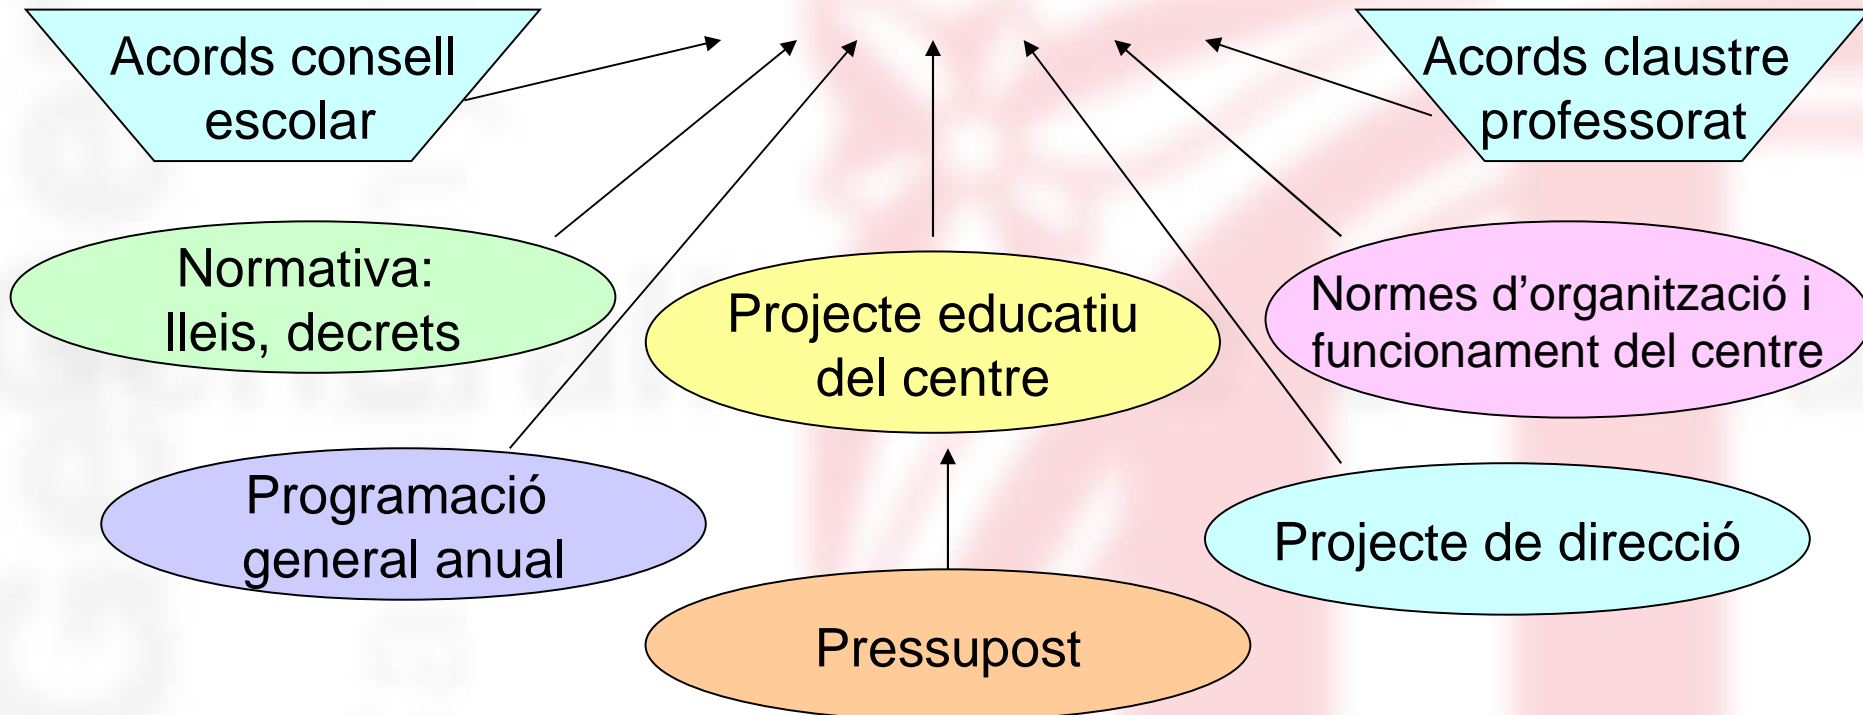 Acords consell
escolar
Acords claustre
professorat
Normativa:
lleis, decrets
Projecte educatiu
del centre
Normes d’organització i
funcionament del centre
Programació
general anual
Projecte de direcció
Pressupost